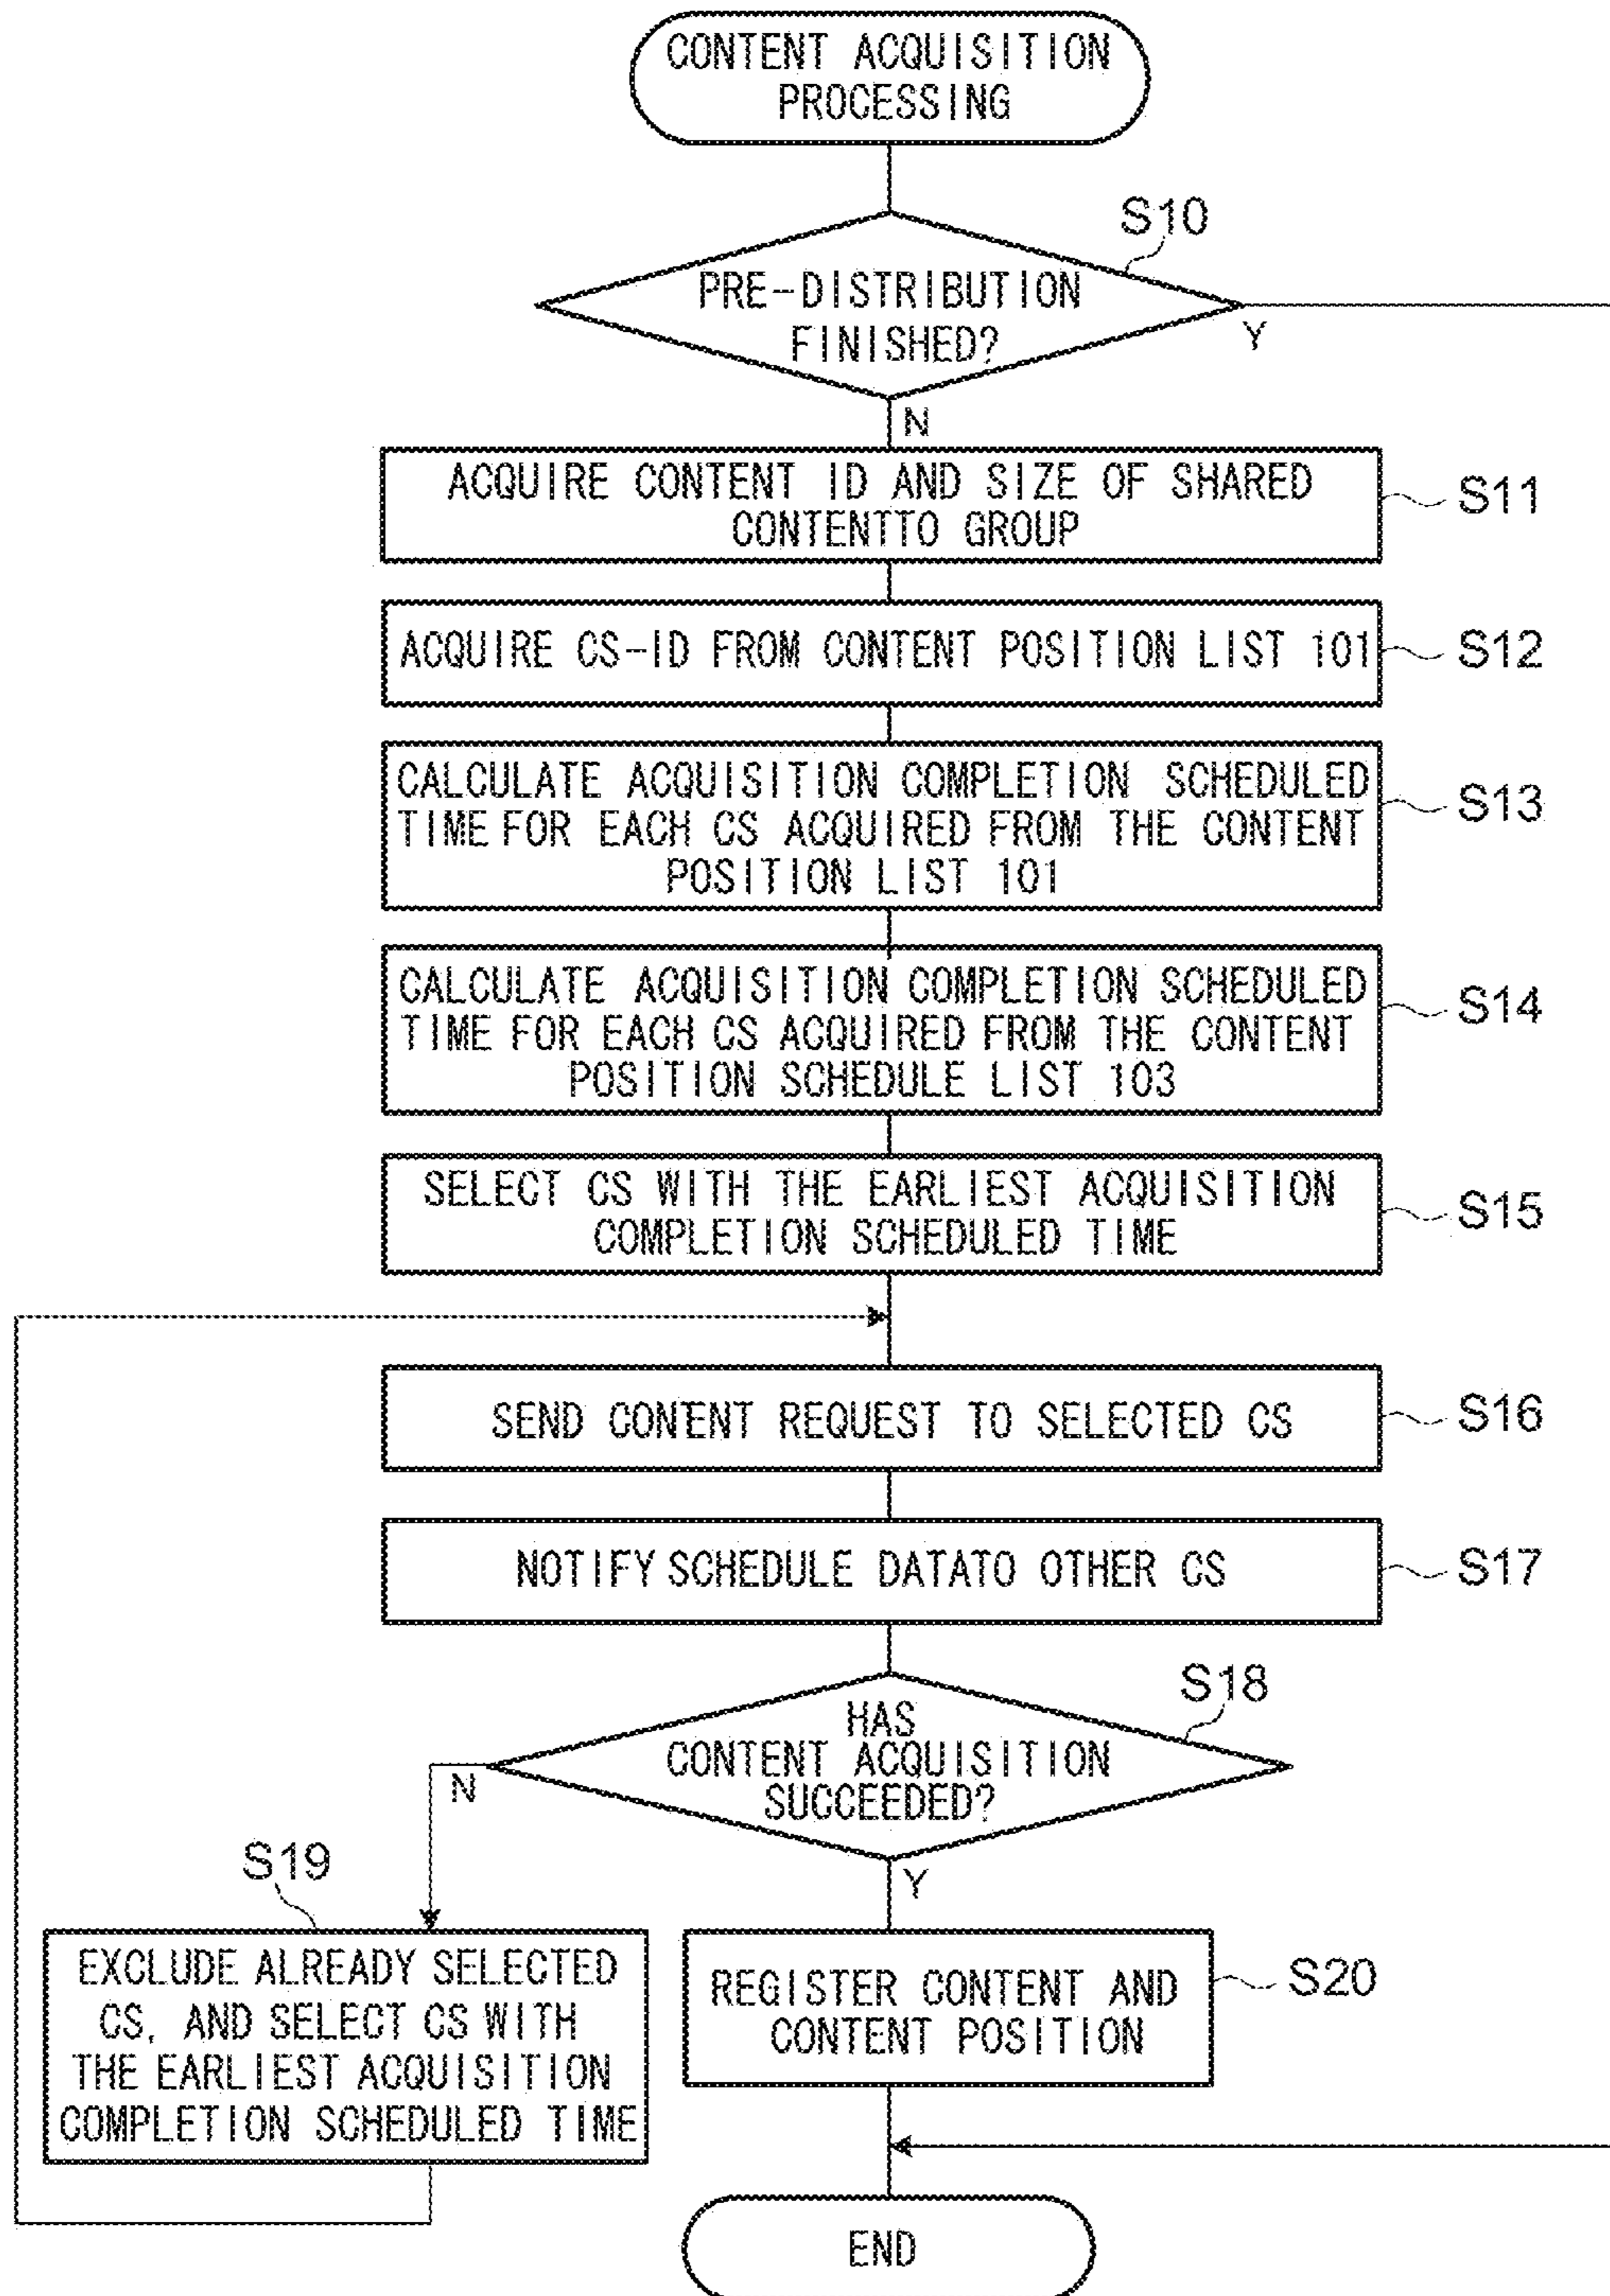 CONTENT ACQUISITION
PROCESSING
S10
PRE-DISTRIBUTION
FINISHED?
Y
N
ACQUIRE CONTENT ID AND SIZE OF SHARED
CONTENTTO GROUP
S11
ACQUIRE CS-ID FROM CONTENT POSITION LIST 101
S12
CALCULATE ACQUISITION COMPLETION SCHEDULED
TIME FOR EACH CS ACQUIRED FROM THE CONTENT
POSITION LIST 101
S13
CALCULATE ACQUISITION COMPLETION SCHEDULED
TIME FOR EACH CS ACQUIRED FROM THE CONTENT
POSITION SCHEDULE LIST 103
S14
SELECT CS WITH THE EARLIEST ACQUISITION
COMPLETION SCHEDULED TIME
S15
SEND CONTENT REQUEST TO SELECTED CS
S16
NOTIFY SCHEDULE DATATO OTHER CS
S17
S18
HAS
CONTENT ACQUISITION
SUCCEEDED?
N
Y
S19
EXCLUDE ALREADY SELECTED
CS, AND SELECT CS WITH
THE EARLIEST ACQUISITION
COMPLETION SCHEDULED TIME
REGISTER CONTENT AND
CONTENT POSITION
S20
END